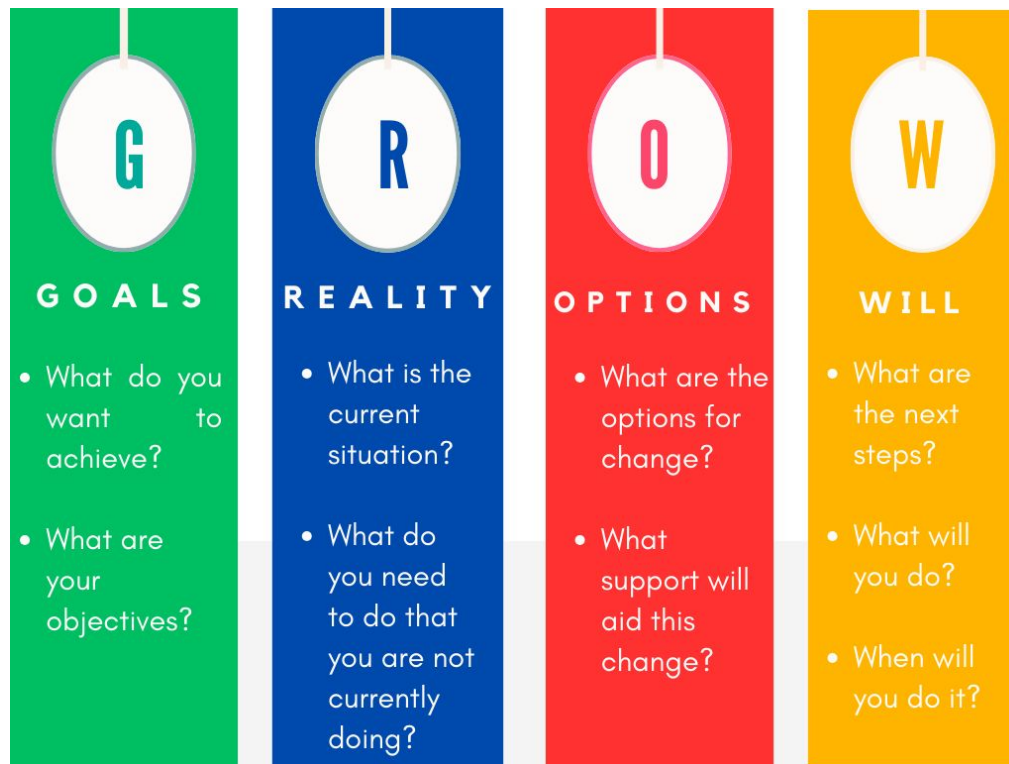 G
GOALS
• What do you
want to
achieve?
• What are
your
objectives?
R
REALITY
• What is the
current
situation?
• What do
you need
to do that
you are not
currently
doing?
O
OPTIONS
• What are the
options for
change?
• What
support will
aid this
change?
W
WILL
• What are
the next
steps?
• What will
you do?
• When will
you do it?